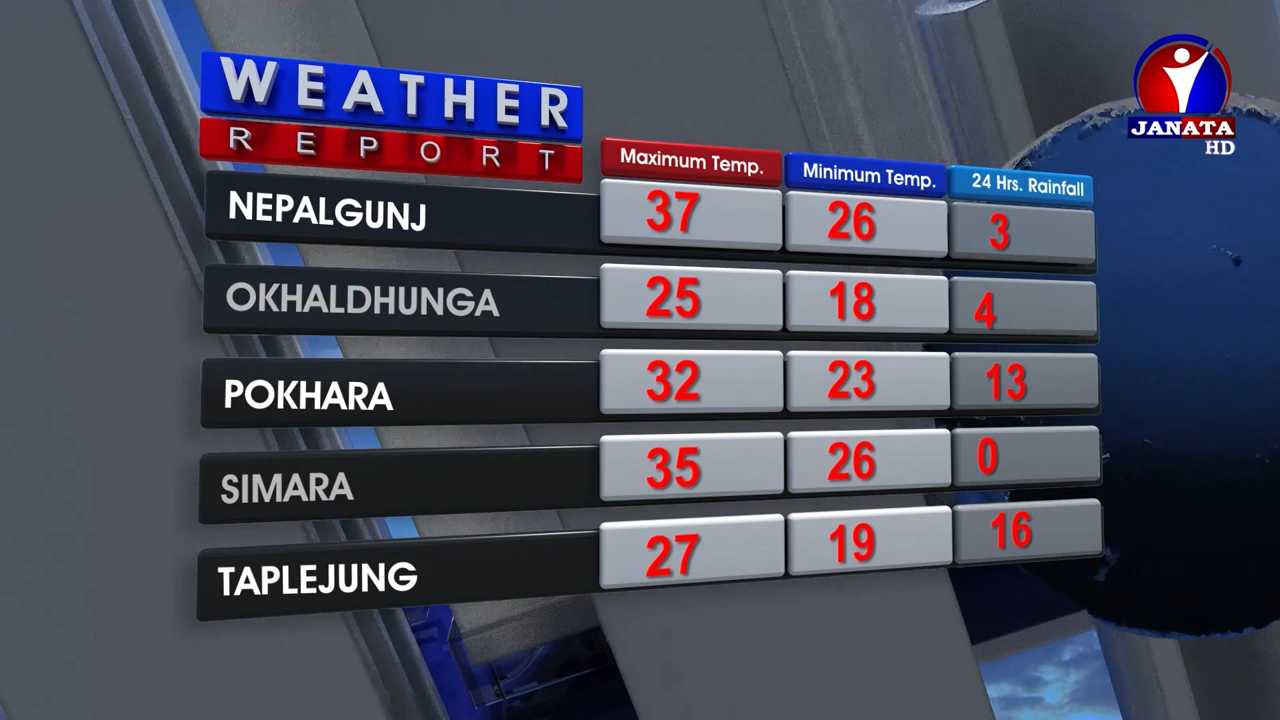 WEATHER
REPORT
JANATA
HD
Maximum Temp. Minimum Temp. 24 Hrs. Rainfall
NEPALGUNJ 37 26 3
OKHALDHUNGA 25 18 4
POKHARA 32 23 13
SIMARA 35 26 0
TAPLEJUNG 27 19 16